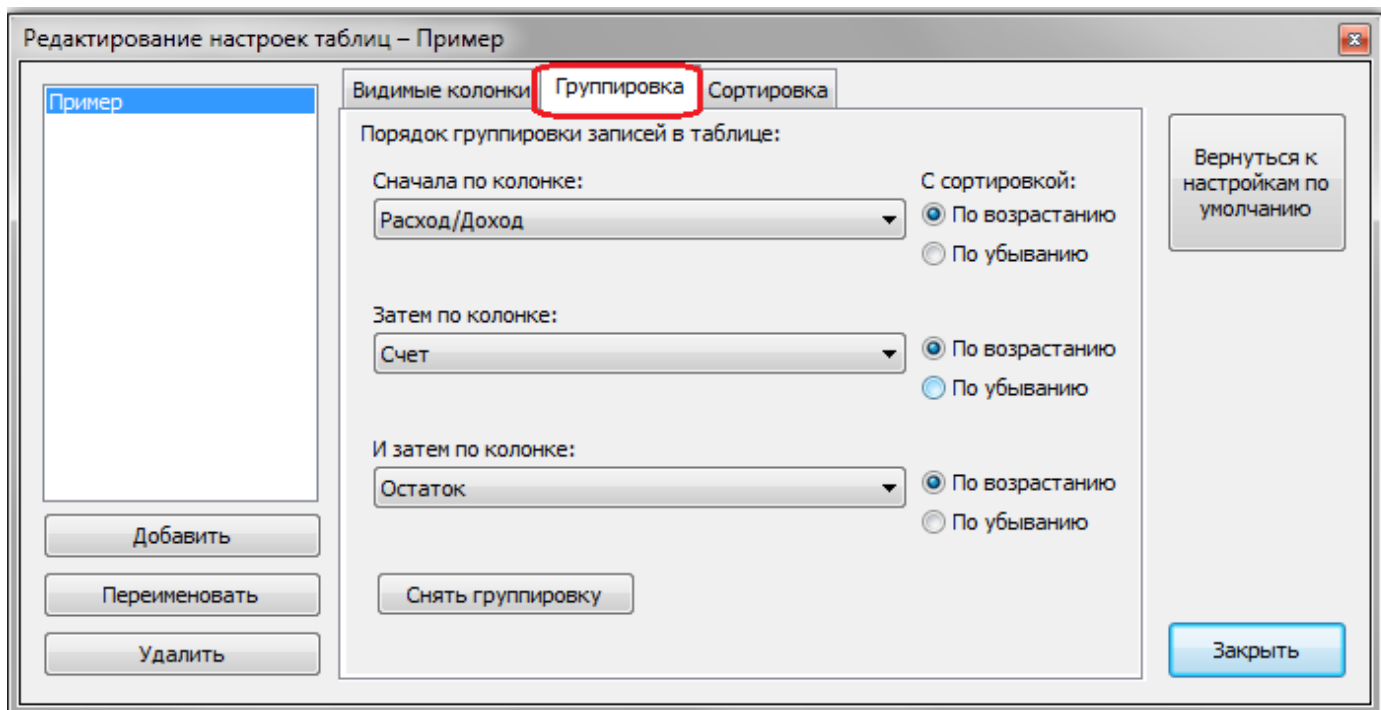 Редактирование настроек таблиц – Пример
Пример
Добавить
Переименовать
Удалить
Видимые колонки
Группировка
Сортировка
Порядок группировки записей в таблице:
Сначала по колонке:
С сортировкой:
Расход/Доход
По возрастанию
По убыванию
Затем по колонке:
Счет
По возрастанию
По убыванию
И затем по колонке:
Остаток
По возрастанию
По убыванию
Снять группировку
Вернуться к
настройкам по
умолчанию
Закрыть